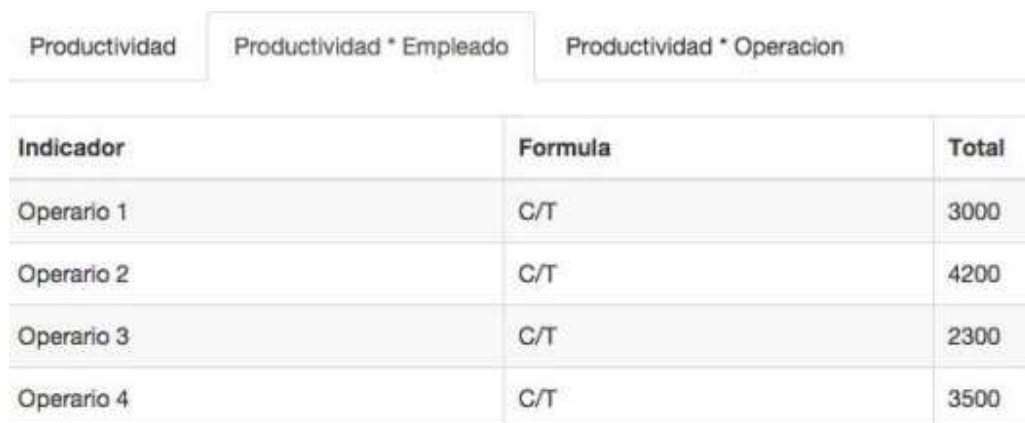 Productividad Productividad * Empleado Productividad * Operacion
Indicador Formula Total
Operario 1 C/T 3000
Operario 2 C/T 4200
Operario 3 C/T 2300
Operario 4 C/T 3500